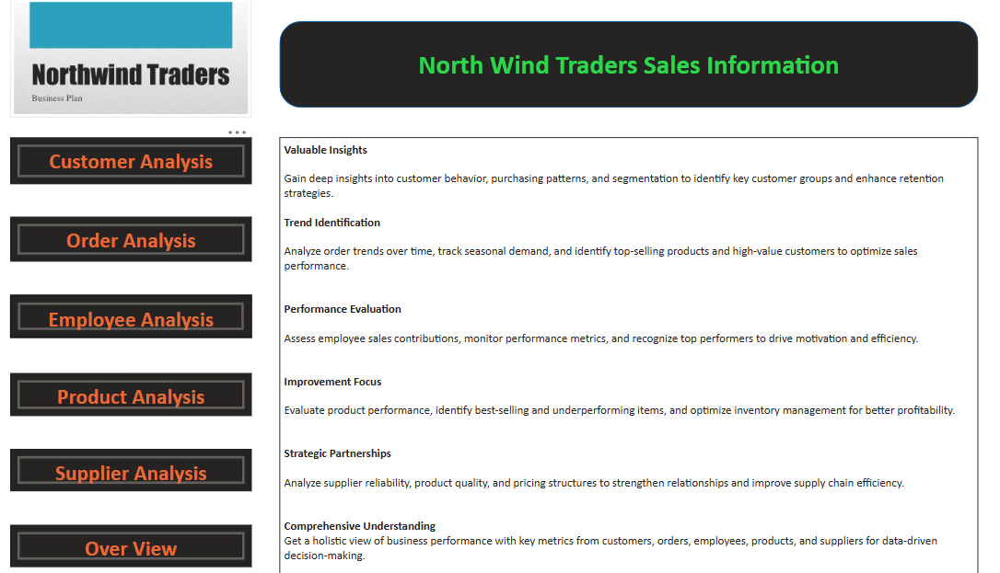 Northwind Traders
Business Plan
North Wind Traders Sales Information
Customer Analysis
Order Analysis
Employee Analysis
Product Analysis
Supplier Analysis
Over View
Valuable Insights
Gain deep insights into customer behavior, purchasing patterns, and segmentation to identify key customer groups and enhance retention
strategies.
Trend Identification
Analyze order trends over time, track seasonal demand, and identify top-selling products and high-value customers to optimize sales
performance.
Performance Evaluation
Assess employee sales contributions, monitor performance metrics, and recognize top performers to drive motivation and efficiency.
Improvement Focus
Evaluate product performance, identify best-selling and underperforming items, and optimize inventory management for better profitability.
Strategic Partnerships
Analyze supplier reliability, product quality, and pricing structures to strengthen relationships and improve supply chain efficiency.
Comprehensive Understanding
Get a holistic view of business performance with key metrics from customers, orders, employees, products, and suppliers for data-driven
decision-making.